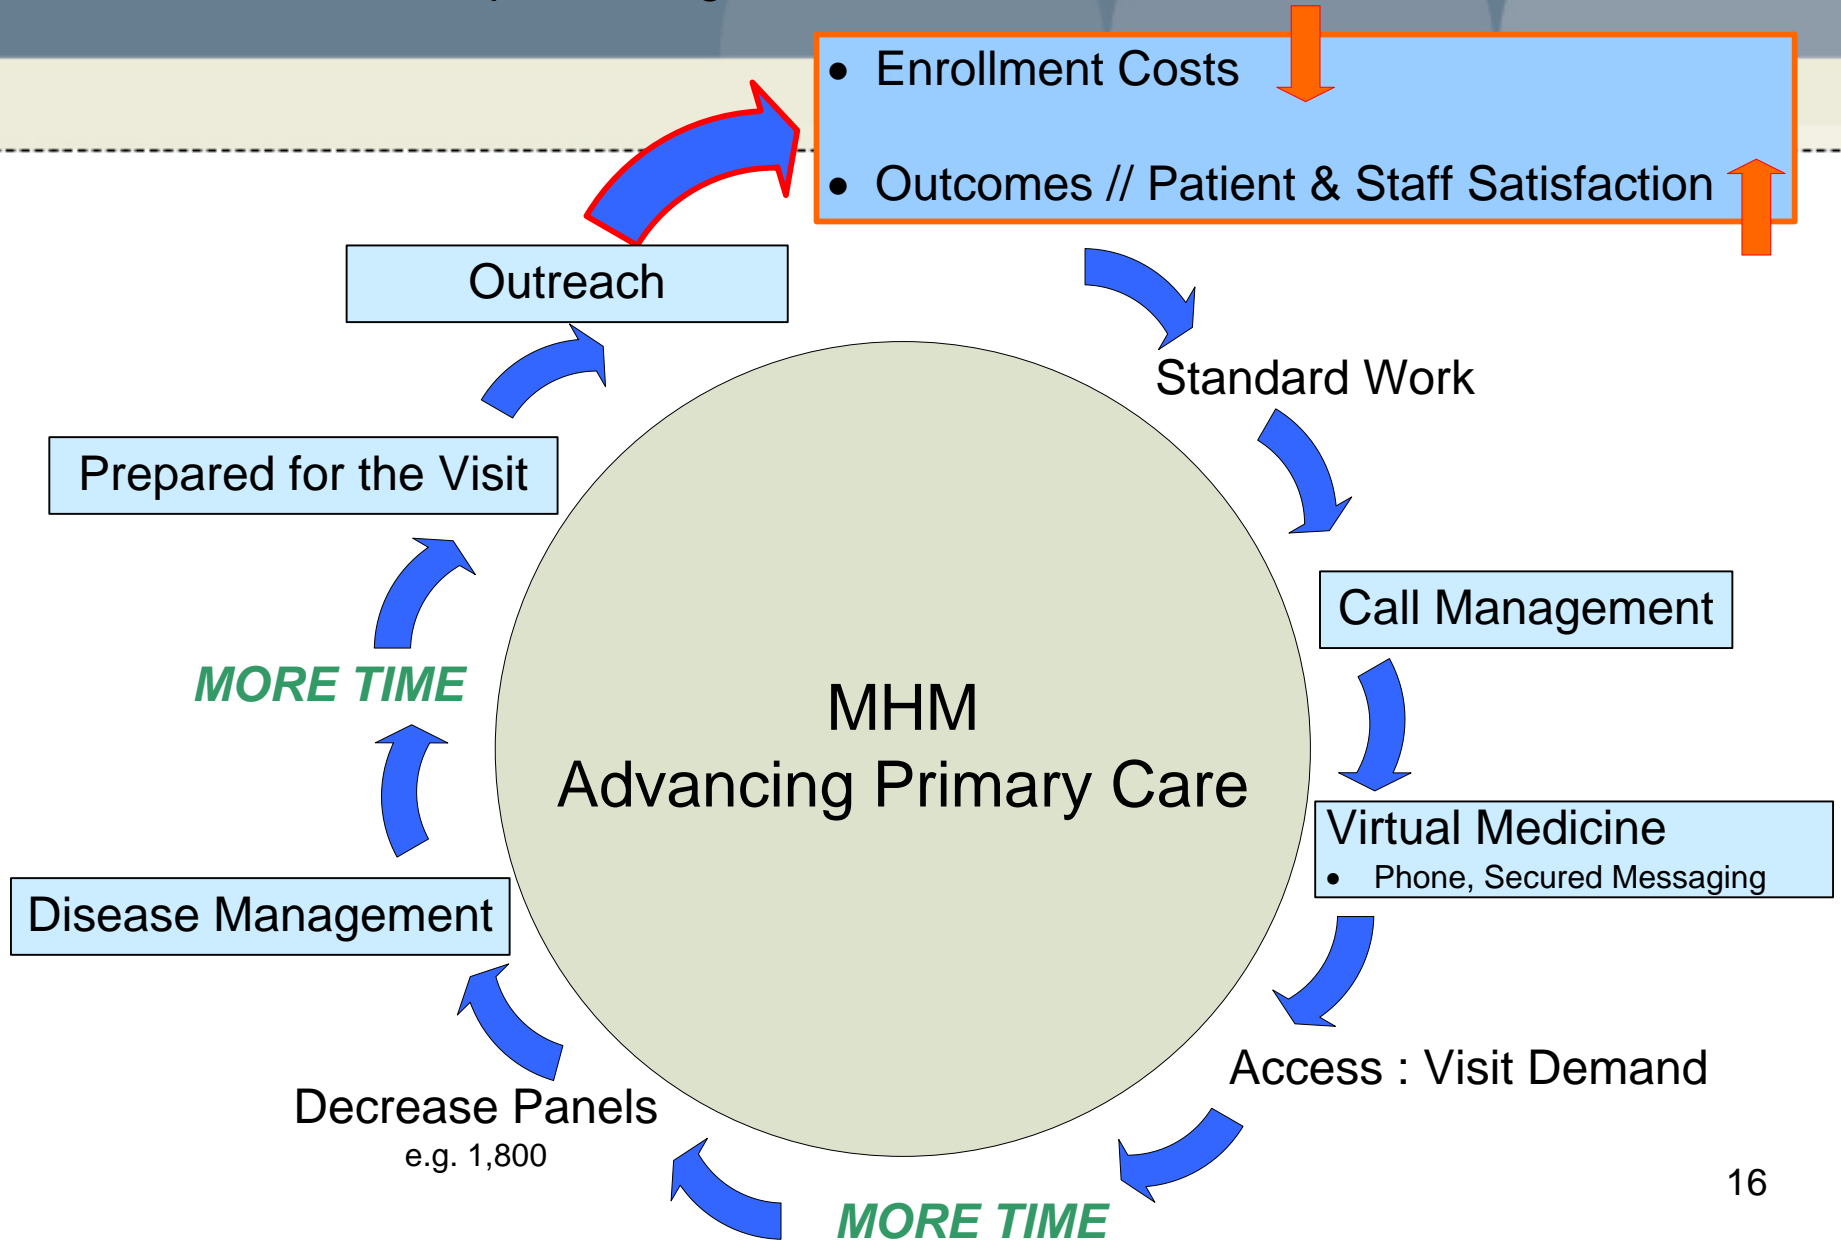 • Enrollment Costs
• Outcomes // Patient & Staff Satisfaction
Outreach
Standard Work
Prepared for the Visit
Call Management
MORE TIME
MHM
Advancing Primary Care
Virtual Medicine
• Phone, Secured Messaging
Disease Management
Access : Visit Demand
Decrease Panels
e.g. 1,800
MORE TIME
16